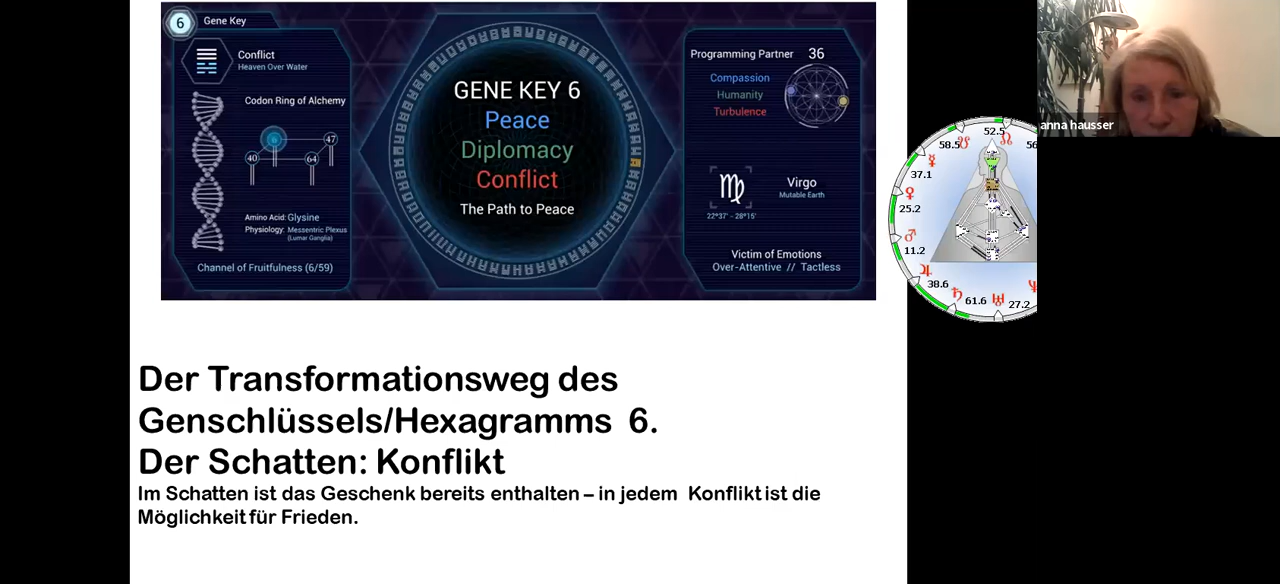 6
Gene Key
Conflict
Heaven Over Water
Codon Ring of Alchemy
6
47
40
64
Amino Acid: Glysine
Physiology: Messentric Plexus
(Lumar Ganglia)
Channel of Fruitfulness (6/59)
GENE KEY 6
Peace
Diplomacy
Conflict
The Path to Peace
Programming Partner 36
Compassion
Humanity
Turbulence
Virgo
Mutable Earth
22°37' - 28°15'
Victim of Emotions
Over-Attentive // Tactless
anna hausser
52.5
58.5
56
37.1
25.2
11.2
38.6
61.6
27.2
Der Transformationsweg des
Genschlüssels/Hexagramms 6.
Der Schatten: Konflikt
Im Schatten ist das Geschenk bereits enthalten – in jedem Konflikt ist die
Möglichkeit für Frieden.